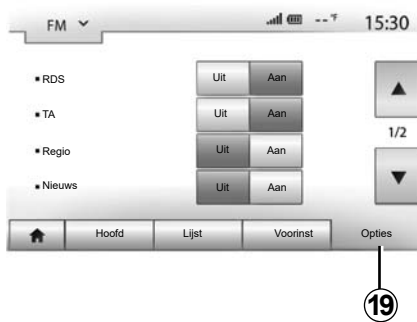 FM --°F 15:30
RDS Uit Aan
TA Uit Aan
1/2
Regio Uit Aan
Nieuws Uit Aan
Hoofd Lijst Voorinst Opties
19